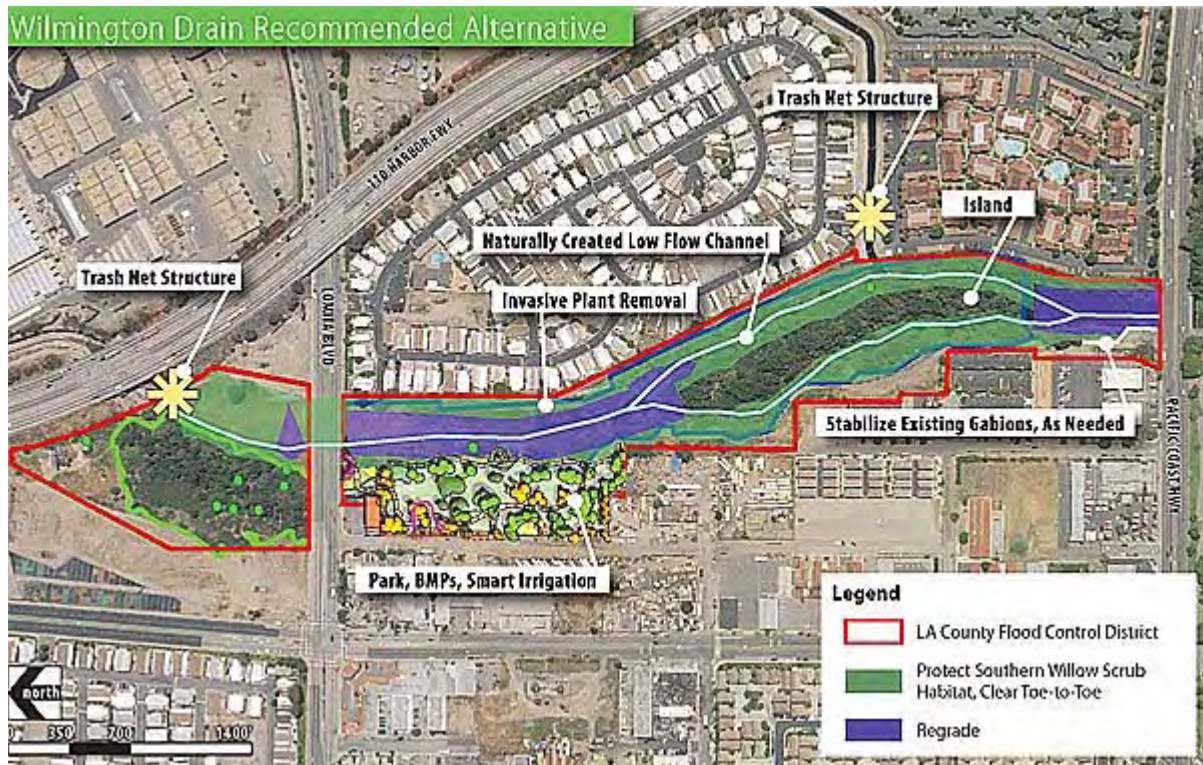 Wilmington Drain Recommended Alternative
Trash Net Structure
110 HARBOR FWY
Island
Naturally Created Low Flow Channel
Trash Net Structure
Invasive Plant Removal
LOMITA BLVD
Stabilize Existing Gabions, As Needed
PACIFIC COAST HWY
Park, BMPs, Smart Irrigation
Legend
LA County Flood Control District
Protect Southern Willow Scrub
Habitat, Clear Toe-to-Toe
Regrade
north
350 700' 1400'